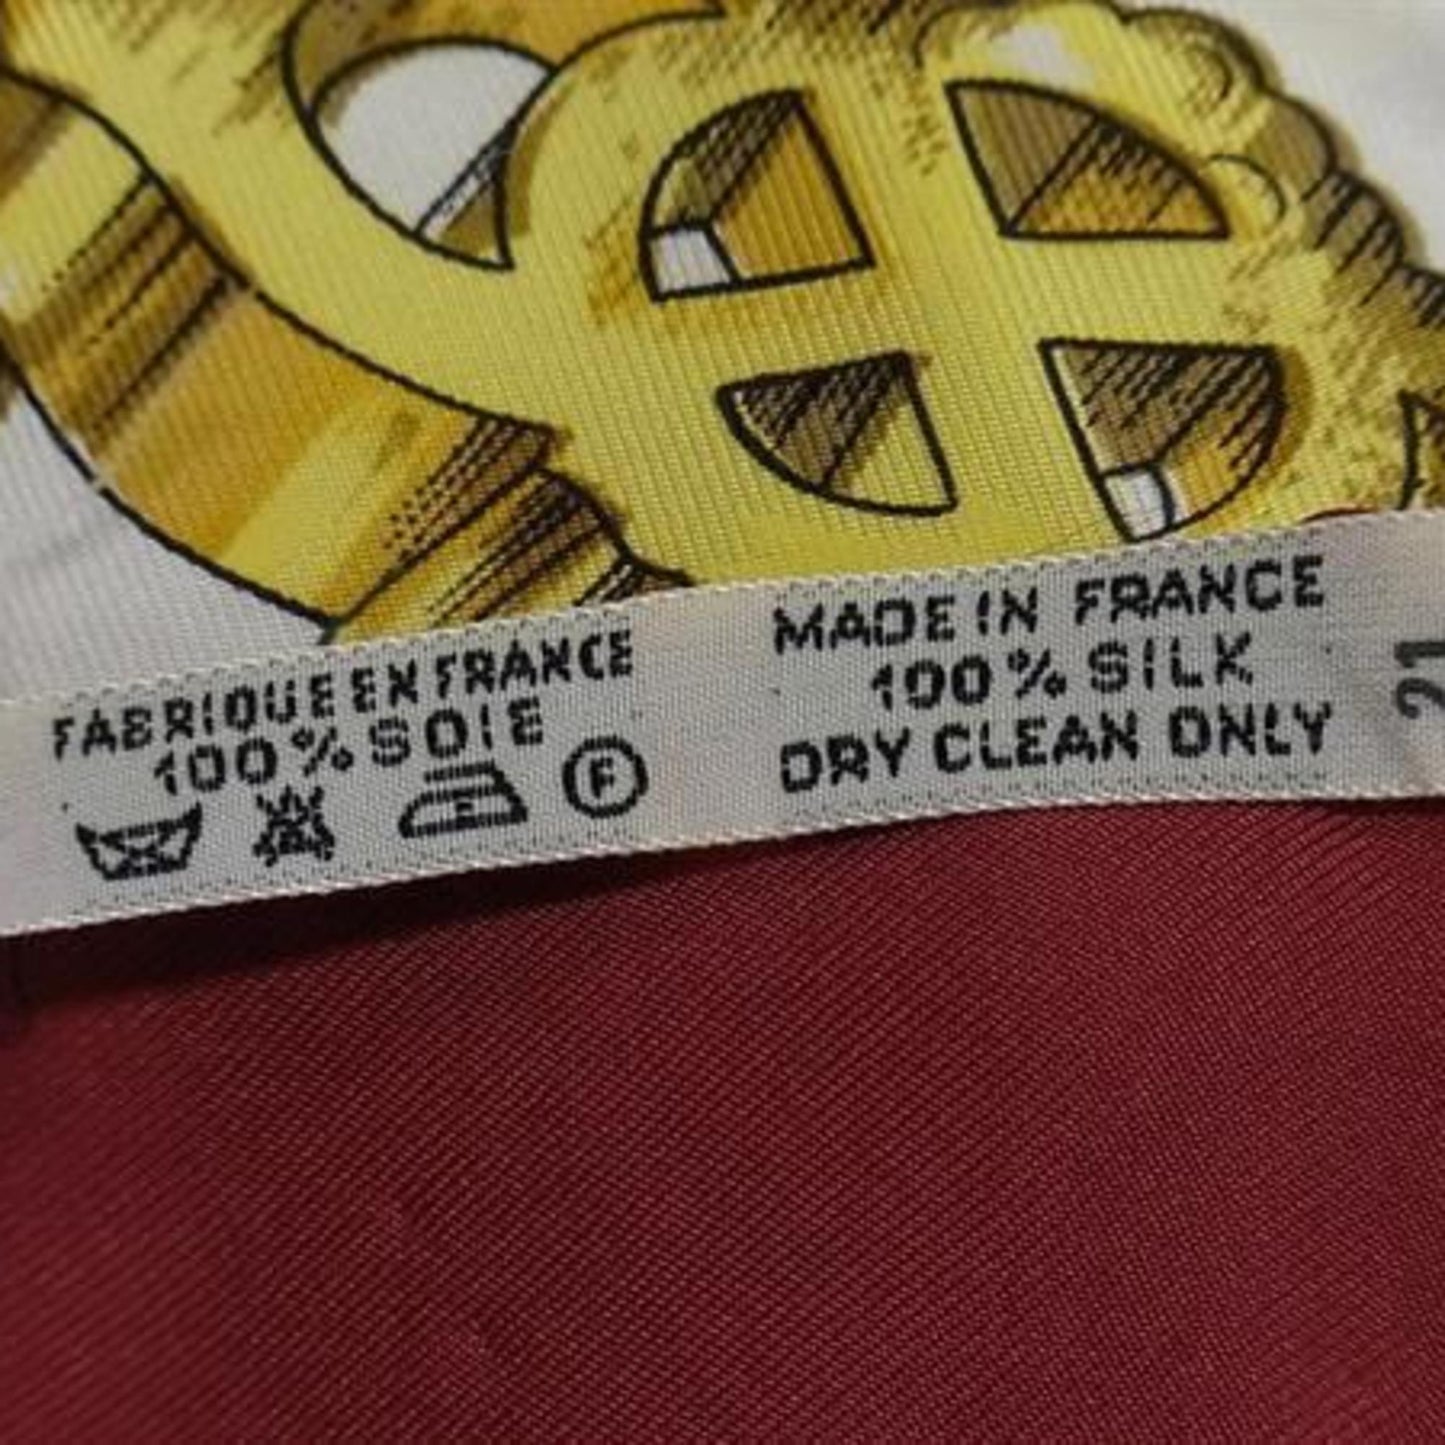 FABRIQUE EN FRANCE
100% SOIE
F
MADE IN FRANCE
100% SILK
DRY CLEAN ONLY
21